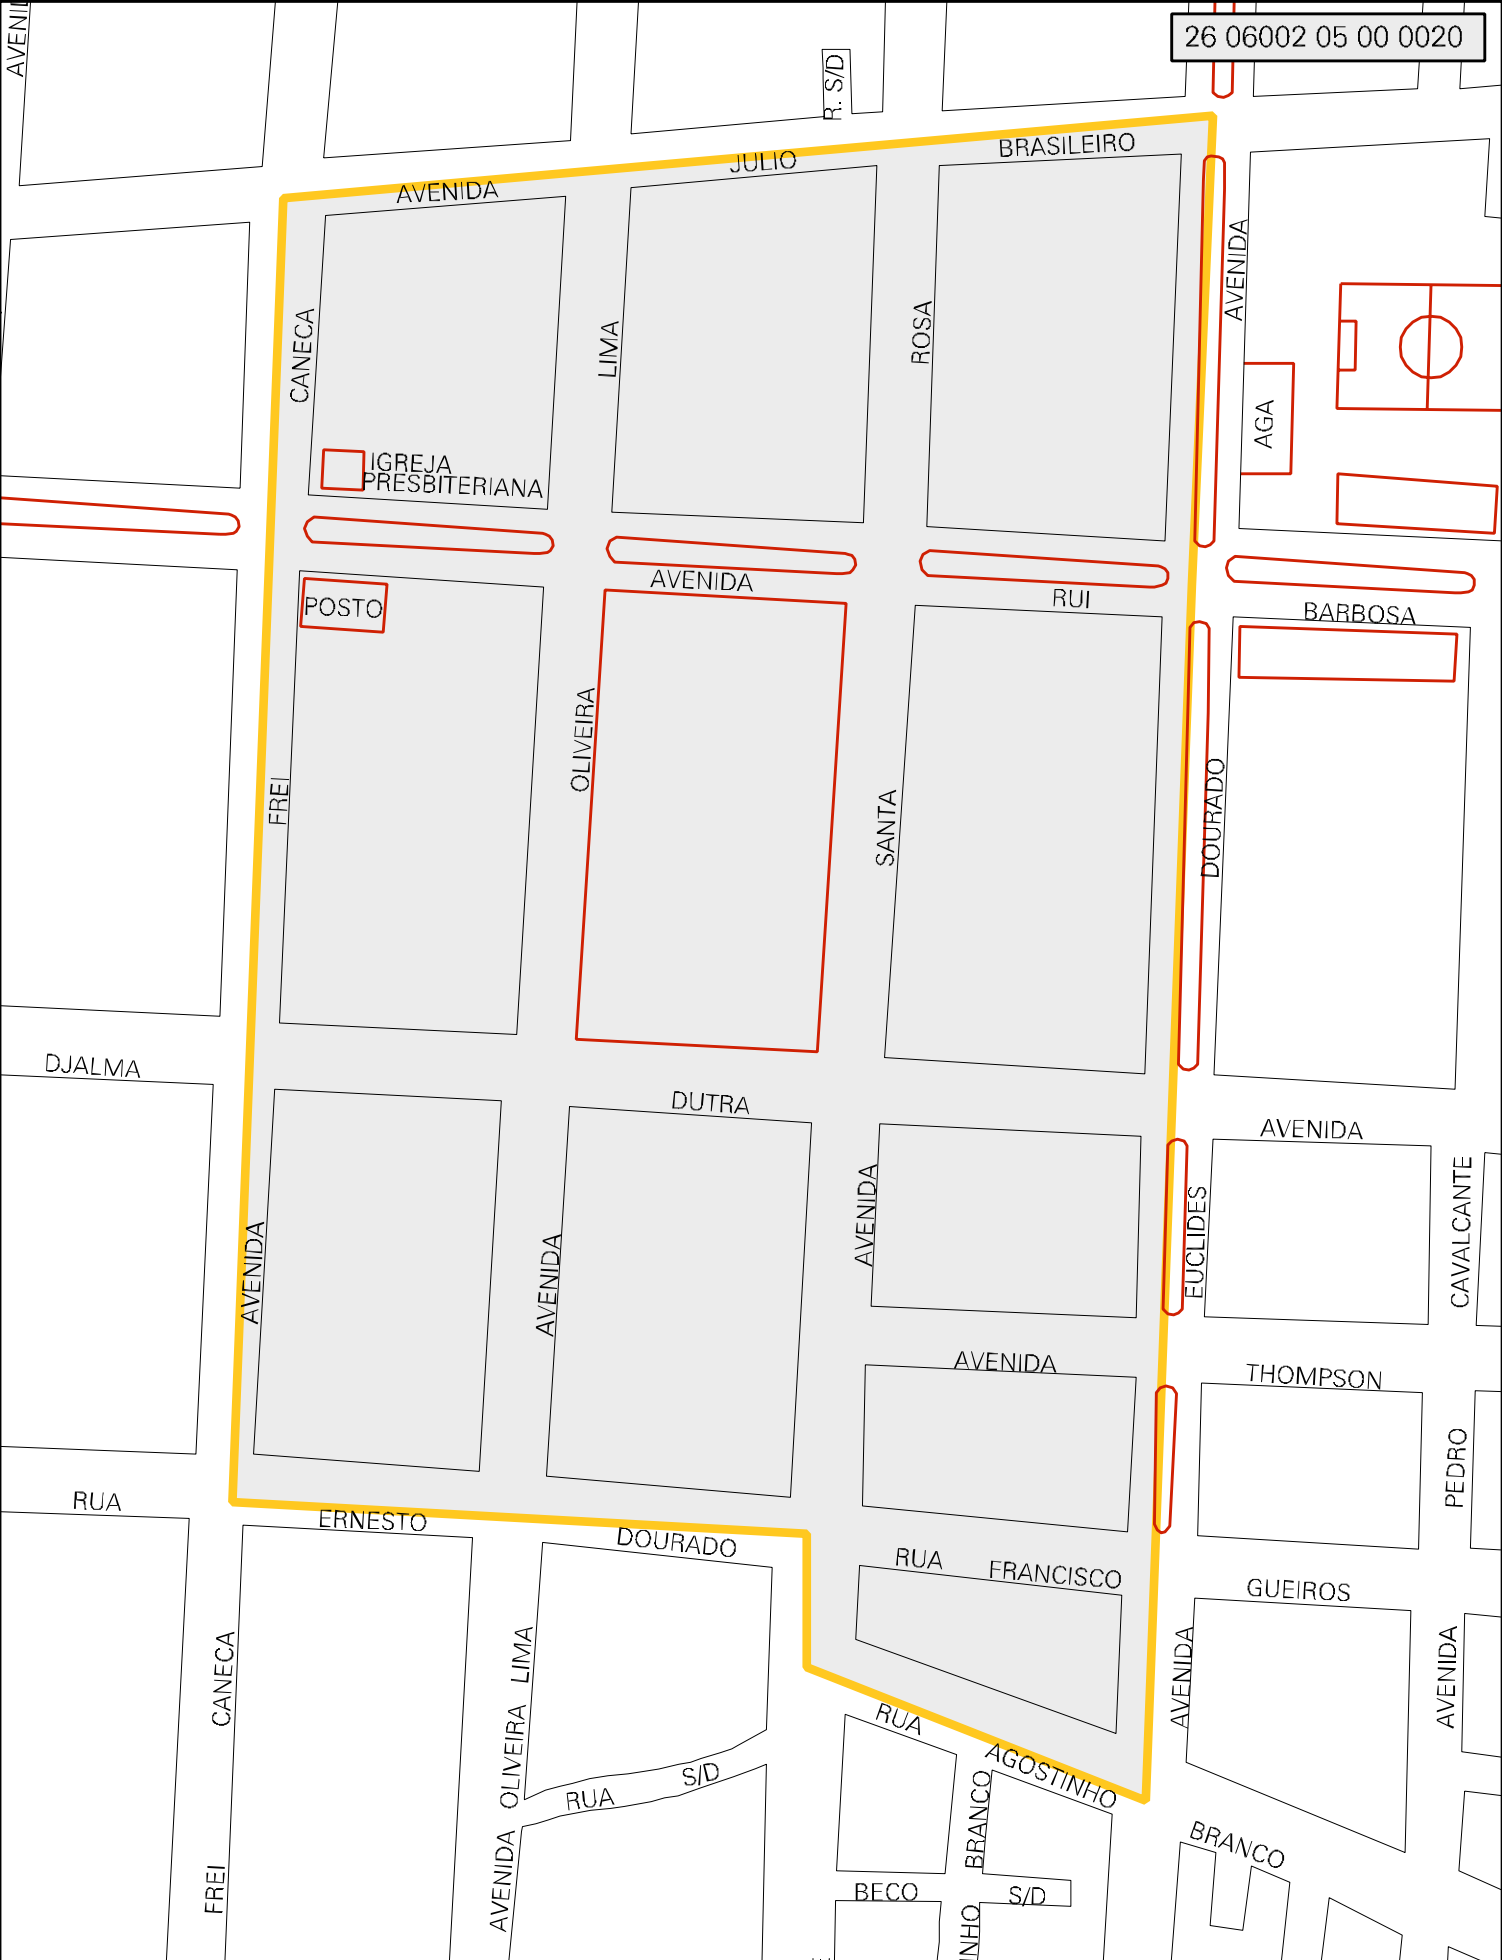 AVENI
26 06002 05 00 0020
R. S/D
BRASILEIRO
JULIO
AVENIDA
AVENIDA
CANECA
LIMA
ROSA
AGA
IGREJA
PRESBITERIANA
AVENIDA
RUI
BARBOSA
POSTO
OLIVEIRA
FREI
SANTA
DOURADO
DJALMA
DUTRA
AVENIDA
AVENIDA
AVENIDA
AVENIDA
EUCLIDES
CAVALCANTE
AVENIDA
THOMPSON
PEDRO
RUA
ERNESTO
DOURADO
RUA
FRANCISCO
GUEIROS
CANECA
LIMA
AVENIDA
AVENIDA
RUA
AGOSTINHO
OLIVEIRA
RUA
S/D
BRANCO
BRANCO
FREI
AVENIDA
BECO
S/D
NHO